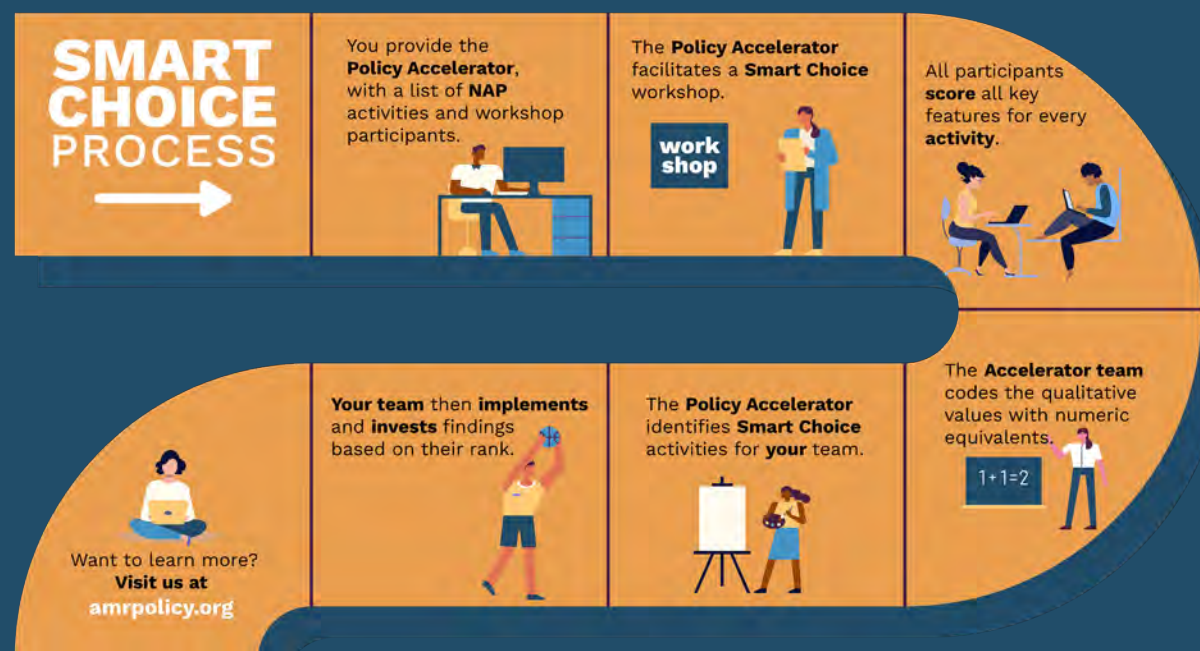 SMART
CHOICE
PROCESS
You provide the
Policy Accelerator,
with a list of NAP
activities and workshop
participants.
The Policy Accelerator
facilitates a Smart Choice
workshop.
work
shop
All participants
score all key
features for every
activity.
The Accelerator team
codes the qualitative
values with numeric
equivalents.
1+1=2
The Policy Accelerator
identifies Smart Choice
activities for your team.
Your team then implements
and invests findings
based on their rank.
Want to learn more?
Visit us at
amrpolicy.org